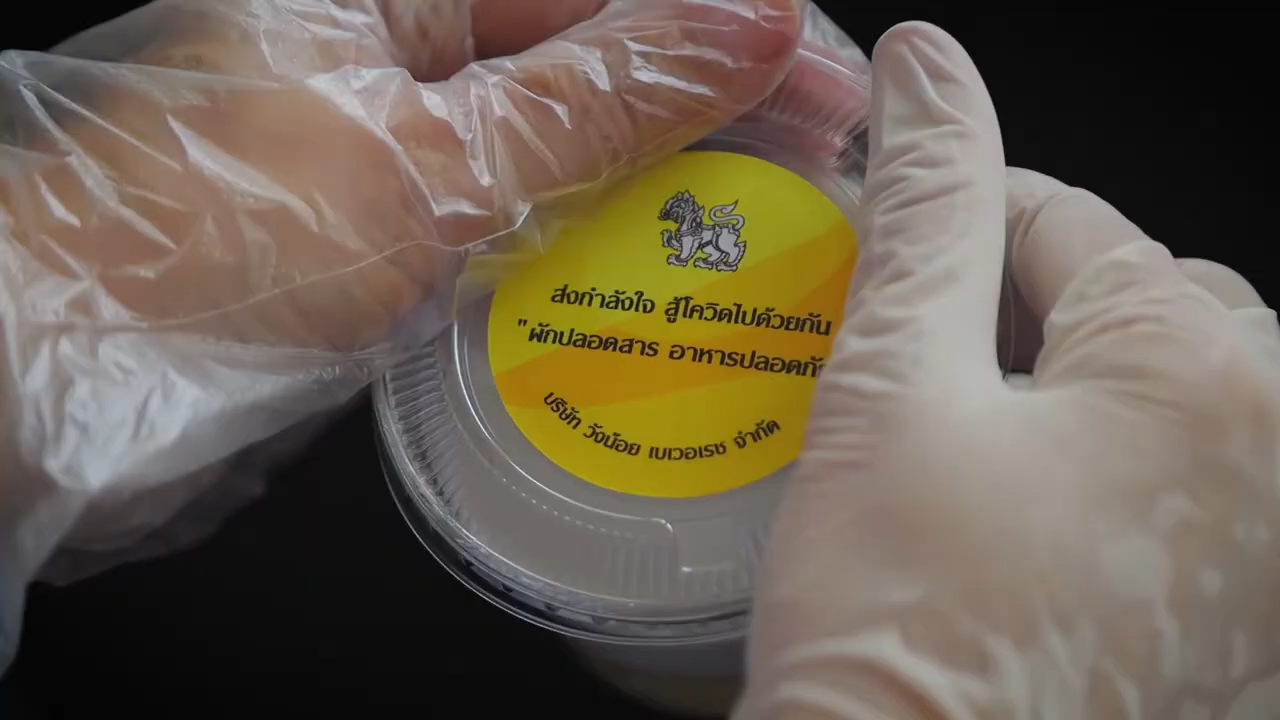 ส่งกำลังใจ สู้โควิดไปด้วยกัน
"ผักปลอดสาร อาหารปลอดภั
บริษัท วังน้อย เบเวอเรช จำกัด